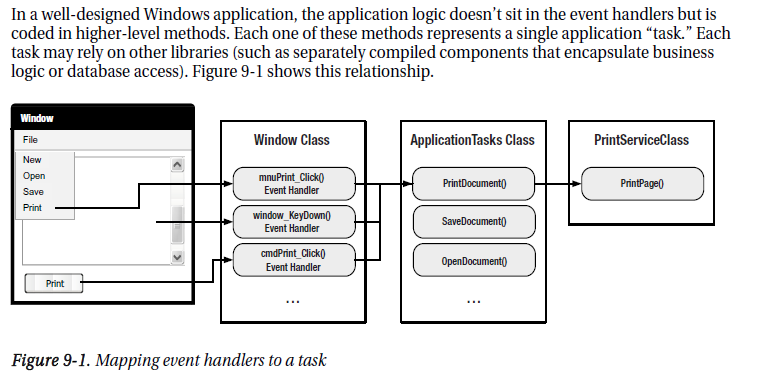 In a well-designed Windows application, the application logic doesn’t sit in the event handlers but is
coded in higher-level methods. Each one of these methods represents a single application “task.” Each
task may rely on other libraries (such as separately compiled components that encapsulate business
logic or database access). Figure 9-1 shows this relationship.
Window
File
New
Open
Save
Print
Print
Window Class
mnuPrint_Click()
Event Handler
window_KeyDown()
Event Handler
cmdPrint_Click()
Event Handler
...
ApplicationTasks Class
PrintDocument()
SaveDocument()
OpenDocument()
...
PrintServiceClass
PrintPage()
Figure 9-1. Mapping event handlers to a task